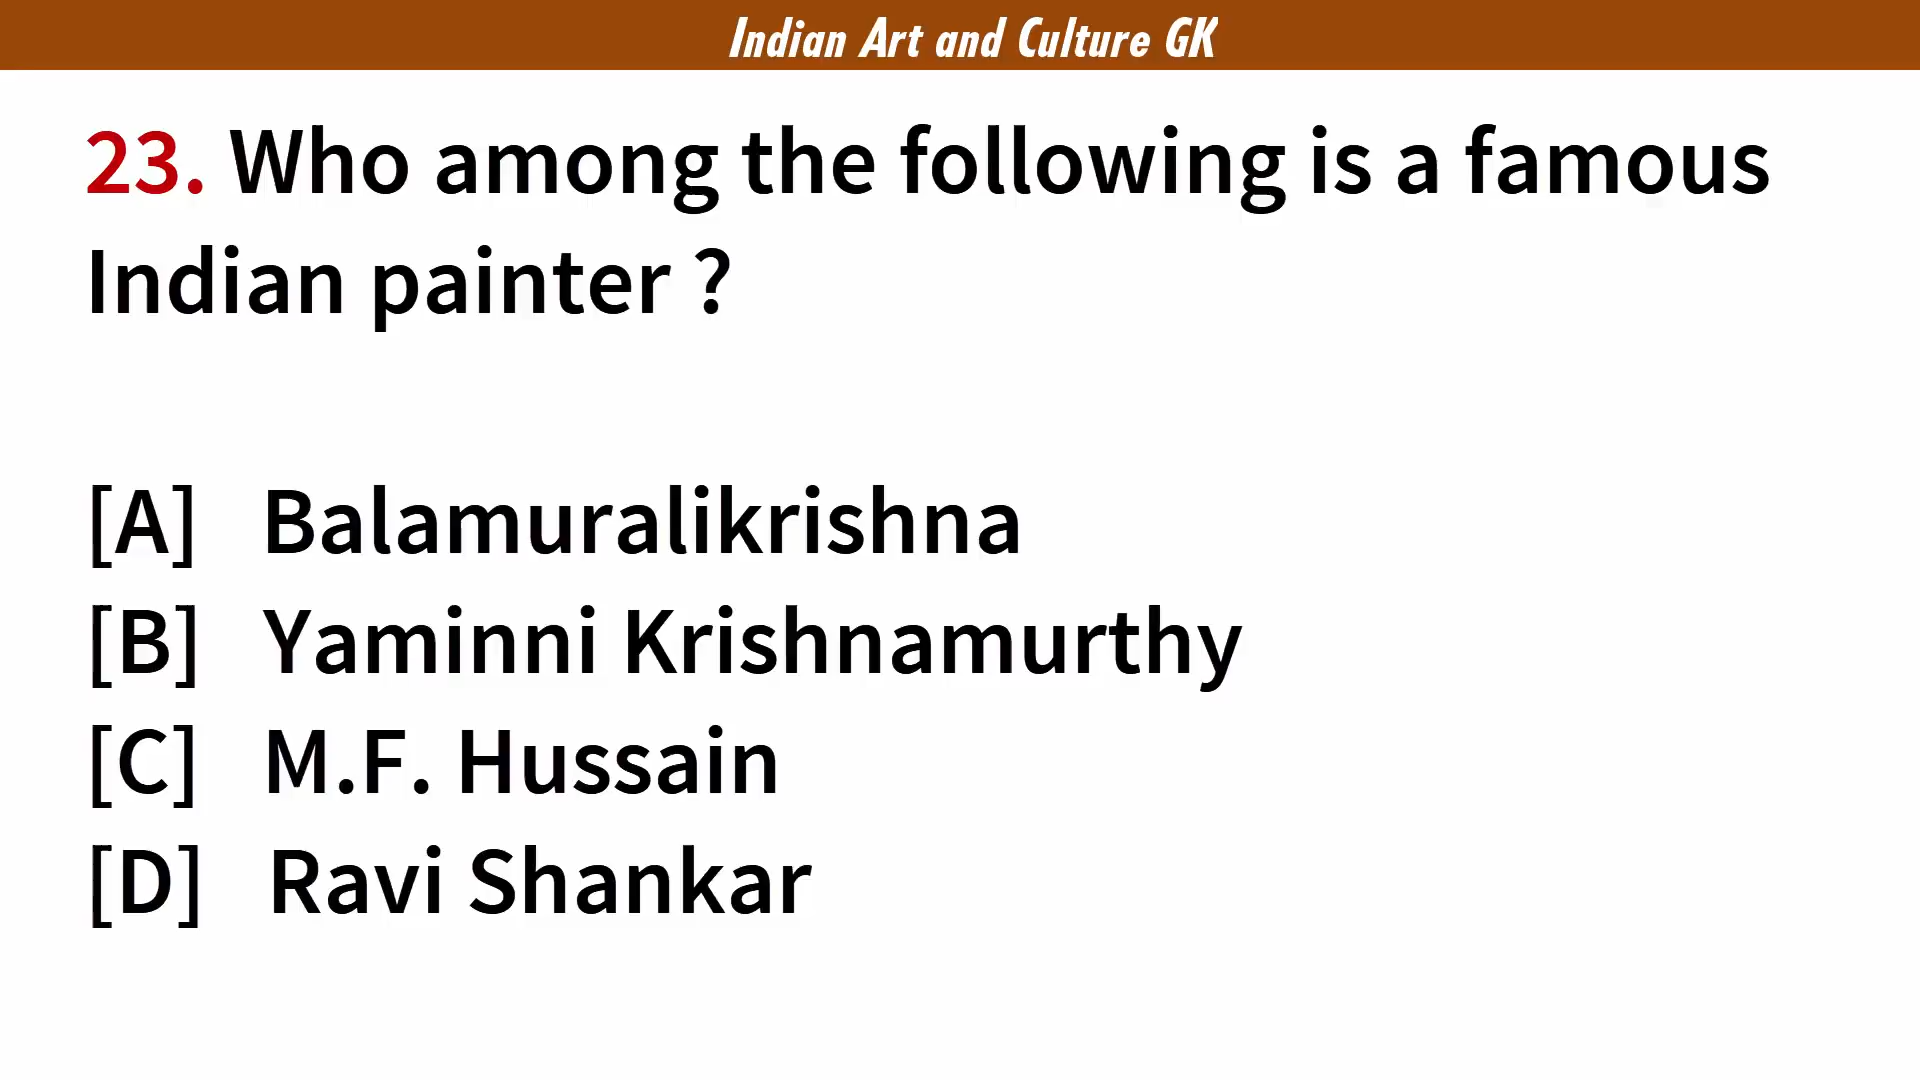 Indian Art and Culture GK
23. Who among the following is a famous
Indian painter ?
[A] Balamuralikrishna
[B] Yaminni Krishnamurthy
[C] M.F. Hussain
[D] Ravi Shankar